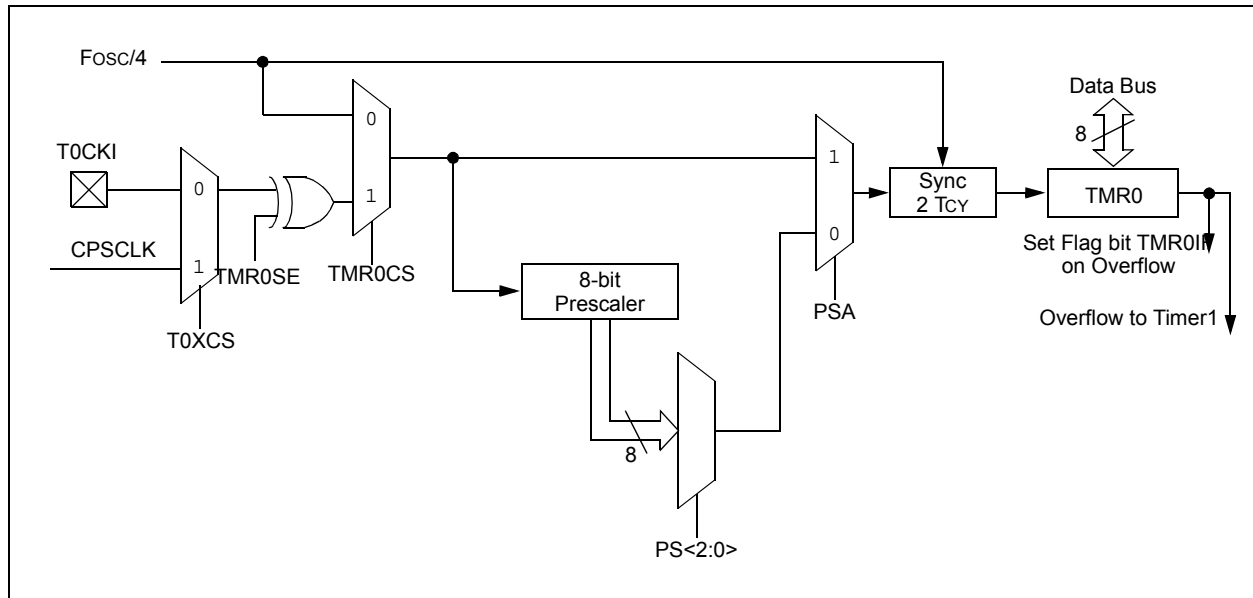 FOSC/4
Data Bus
0
8
T0CKI
1
0
1
Sync
2 TCY
TMR0
0
CPSCLK
1
TMR0SE
TMR0CS
Set Flag bit TMR0IF
on Overflow
8-bit
Prescaler
PSA
T0XCS
Overflow to Timer1
8
PS<2:0>